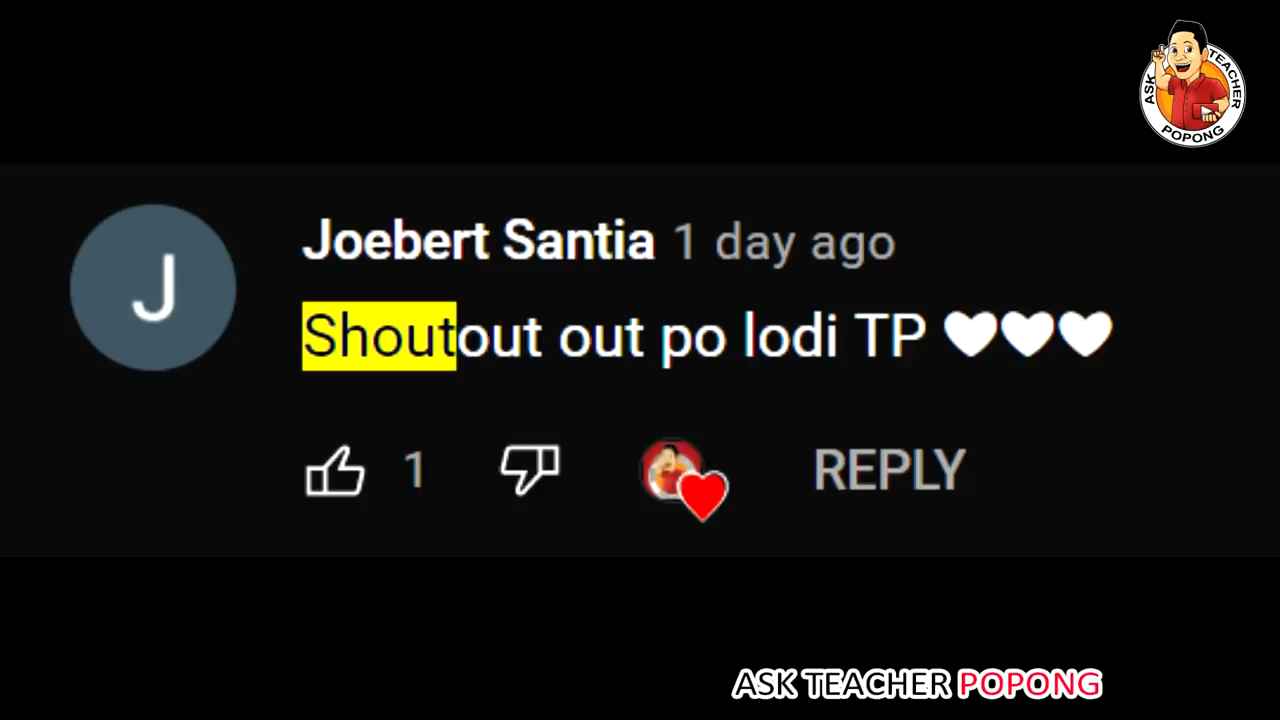 ASK TEACHER POPONG
J
Joebert Santia 1 day ago
Shoutout out po lodi TP 🤍🤍🤍
1
REPLY
ASK TEACHER POPONG